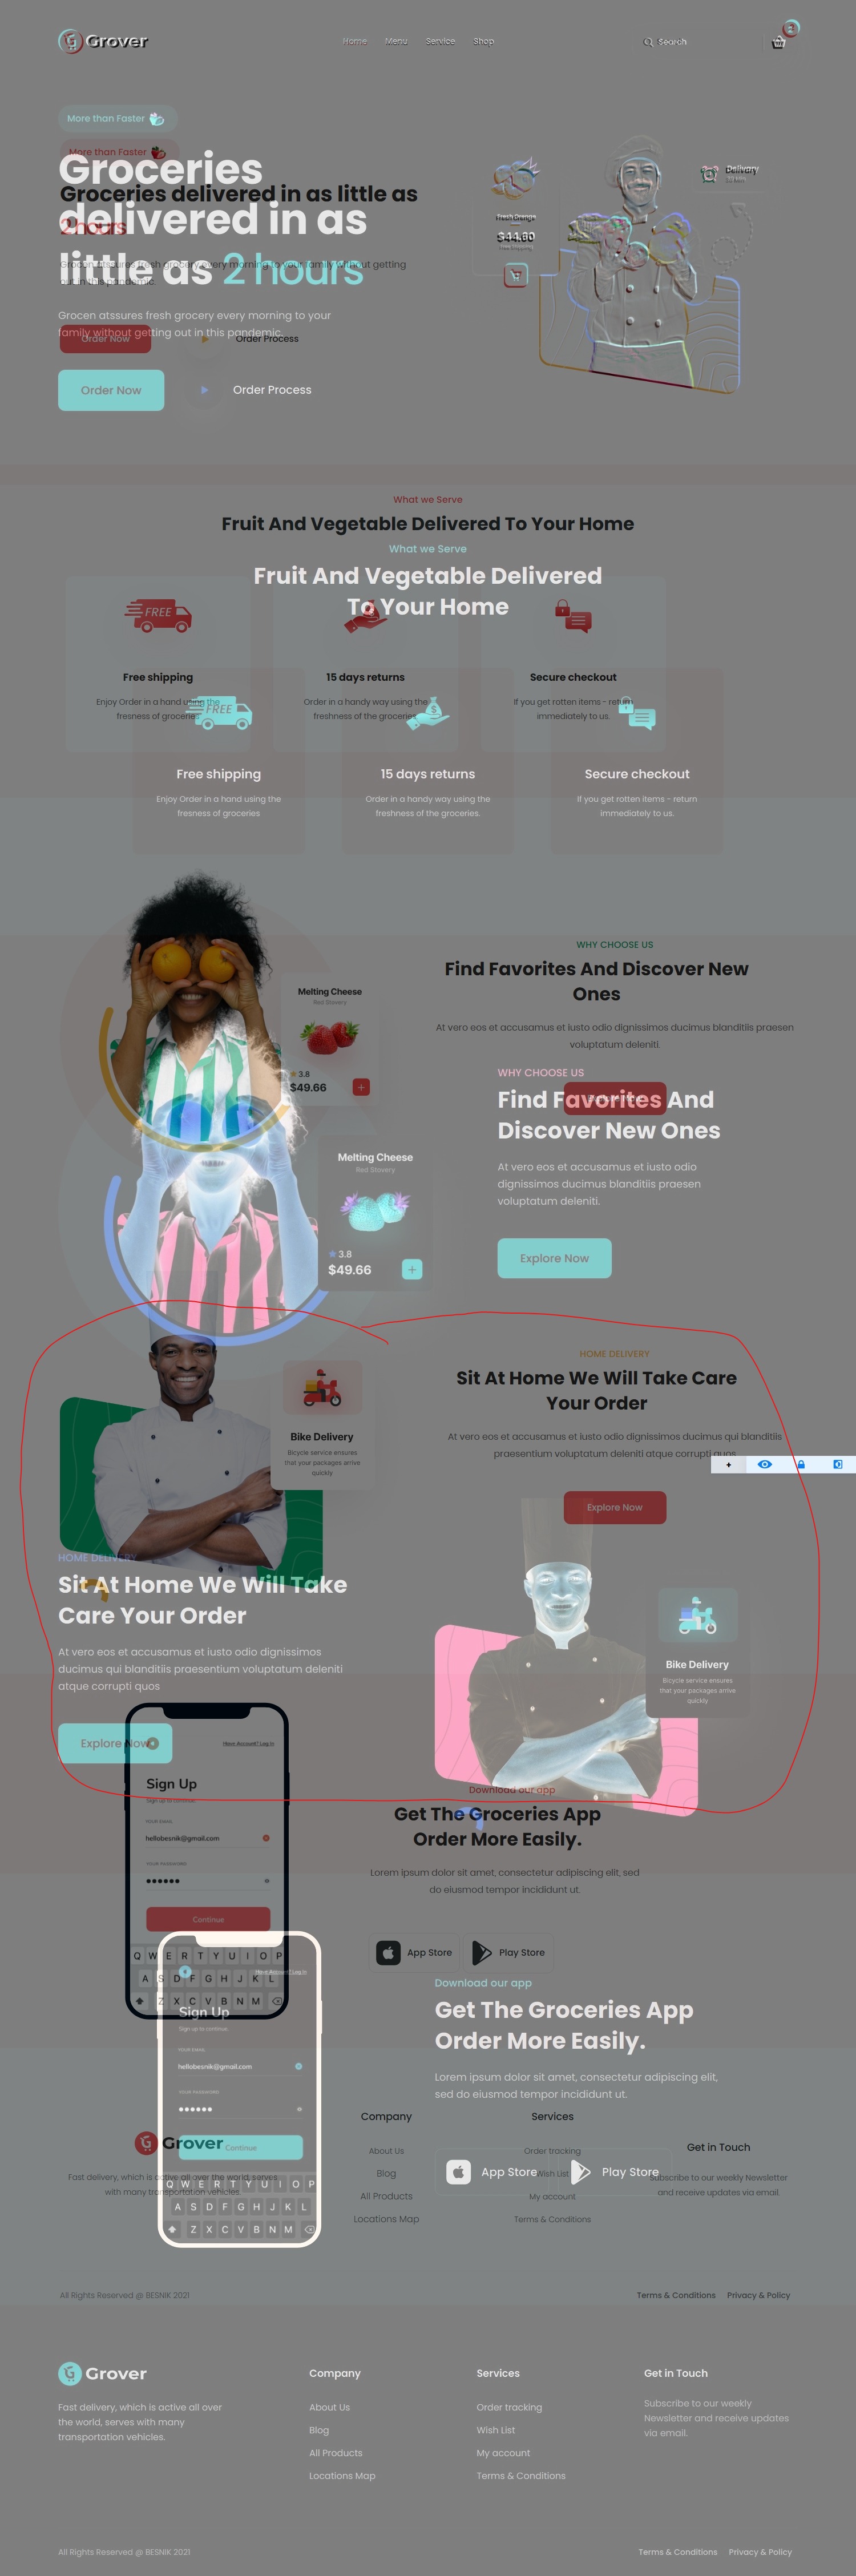 Grover
Home Menu Service Shop
Search
More than Faster
More than Faster
Groceries
delivered in as
little as 2 hours
Groceries delivered in as little as
2 hours
Grocen atssures fresh grocery every morning to your family without getting
out in this pandemic.
Grocen atssures fresh grocery every morning to your
family without getting out in this pandemic.
Order Now
Order Process
Order Now
Order Process
Fresh Orange
$44.80
Free Shipping
Delivary
What we Serve
Fruit And Vegetable Delivered To Your Home
What we Serve
Fruit And Vegetable Delivered
To Your Home
FREE
Free shipping
Enjoy Order in a hand using the
fresness of groceries
15 days returns
Order in a handy way using the
freshness of the groceries.
Secure checkout
If you get rotten items - return
immediately to us.
FREE
$
Free shipping
Enjoy Order in a hand using the
fresness of groceries
15 days returns
Order in a handy way using the
freshness of the groceries.
Secure checkout
If you get rotten items - return
immediately to us.
WHY CHOOSE US
Find Favorites And Discover New
Ones
At vero eos et accusamus et iusto odio dignissimos ducimus blanditiis praesen
voluptatum deleniti.
Melting Cheese
Red Stovery
3.8
$49.66
+
WHY CHOOSE US
Find Favorites And
Discover New Ones
At vero eos et accusamus et iusto odio
dignissimos ducimus blanditiis praesen
voluptatum deleniti.
Explore Now
Melting Cheese
Red Stovery
3.8
$49.66
+
HOME DELIVERY
Sit At Home We Will Take Care
Your Order
At vero eos et accusamus et iusto odio dignissimos ducimus qui blanditiis
praesentium voluptatum deleniti atque corrupti quos
+
Explore Now
Bike Delivery
Bicycle service ensures
that your packages arrive
quickly
HOME DELIVERY
Sit At Home We Will Take
Care Your Order
At vero eos et accusamus et iusto odio dignissimos
ducimus qui blanditiis praesentium voluptatum deleniti
atque corrupti quos
Explore Now
Bike Delivery
Bicycle service ensures
that your packages arrive
quickly
Have Account? Log In
Sign Up
Sign up to continue.
YOUR EMAIL
hellobesnik@gmail.com
YOUR PASSWORD
Continue
Q W E R T Y U I O P
A S D F G H J K L
Z X C V B N M
Download our app
Get The Groceries App
Order More Easily.
Lorem ipsum dolor sit amet, consectetur adipiscing elit, sed
do eiusmod tempor incididunt ut.
App Store
Play Store
Have Account? Log In
Sign Up
Sign up to continue.
YOUR EMAIL
hellobesnik@gmail.com
YOUR PASSWORD
Continue
Q W E R T Y U I O P
A S D F G H J K L
Z X C V B N M
Download our app
Get The Groceries App
Order More Easily.
Lorem ipsum dolor sit amet, consectetur adipiscing elit,
sed do eiusmod tempor incididunt ut.
App Store
Play Store
Grover
Fast delivery, which is active all over the world, serves
with many transportation vehicles.
Company
About Us
Blog
All Products
Locations Map
Services
Order tracking
Wish List
My account
Terms & Conditions
Get in Touch
Subscribe to our weekly Newsletter
and receive updates via email.
All Rights Reserved @ BESNIK 2021
Terms & Conditions Privacy & Policy
Grover
Fast delivery, which is active all over
the world, serves with many
transportation vehicles.
Company
About Us
Blog
All Products
Locations Map
Services
Order tracking
Wish List
My account
Terms & Conditions
Get in Touch
Subscribe to our weekly
Newsletter and receive updates
via email.
All Rights Reserved @ BESNIK 2021
Terms & Conditions Privacy & Policy